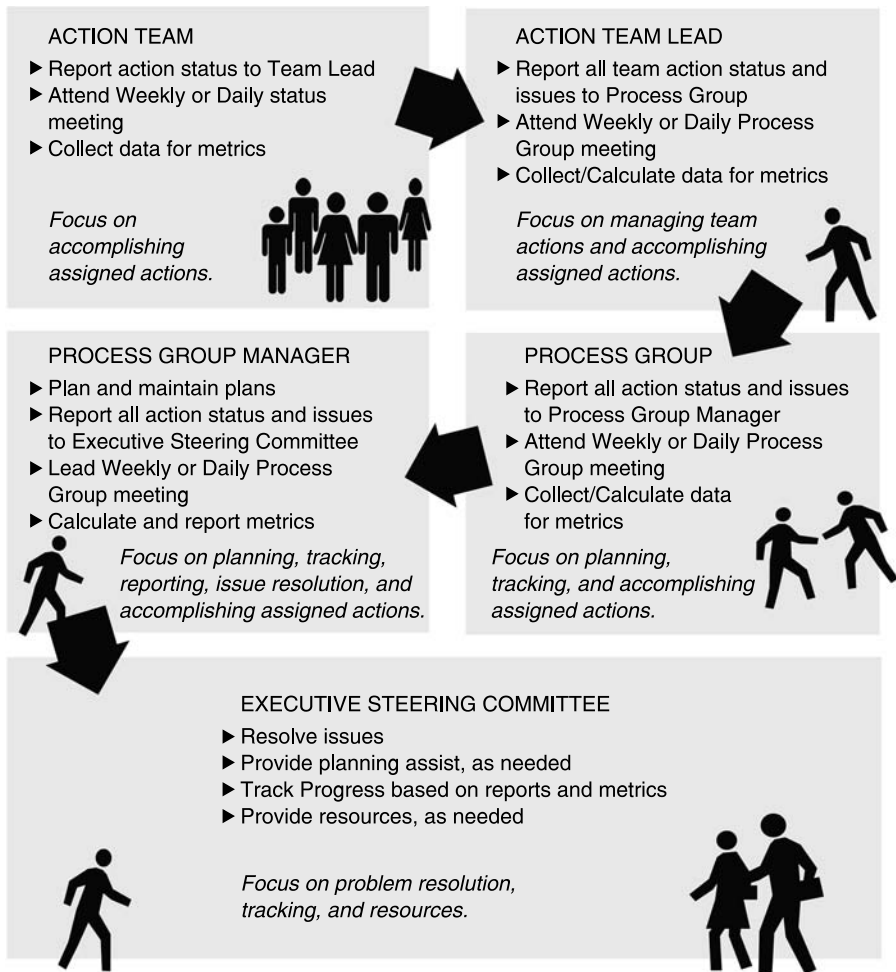 ACTION TEAM
▶ Report action status to Team Lead
▶ Attend Weekly or Daily status
meeting
▶ Collect data for metrics
Focus on
accomplishing
assigned actions.
ACTION TEAM LEAD
▶ Report all team action status and
issues to Process Group
▶ Attend Weekly or Daily Process
Group meeting
▶ Collect/Calculate data for metrics
Focus on managing team
actions and accomplishing
assigned actions.
PROCESS GROUP MANAGER
▶ Plan and maintain plans
▶ Report all action status and issues
to Executive Steering Committee
▶ Lead Weekly or Daily Process
Group meeting
▶ Calculate and report metrics
Focus on planning, tracking,
reporting, issue resolution, and
accomplishing assigned actions.
PROCESS GROUP
▶ Report all action status and issues
to Process Group Manager
▶ Attend Weekly or Daily Process
Group meeting
▶ Collect/Calculate data
for metrics
Focus on planning,
tracking, and accomplishing
assigned actions.
EXECUTIVE STEERING COMMITTEE
▶ Resolve issues
▶ Provide planning assist, as needed
▶ Track Progress based on reports and metrics
▶ Provide resources, as needed
Focus on problem resolution,
tracking, and resources.